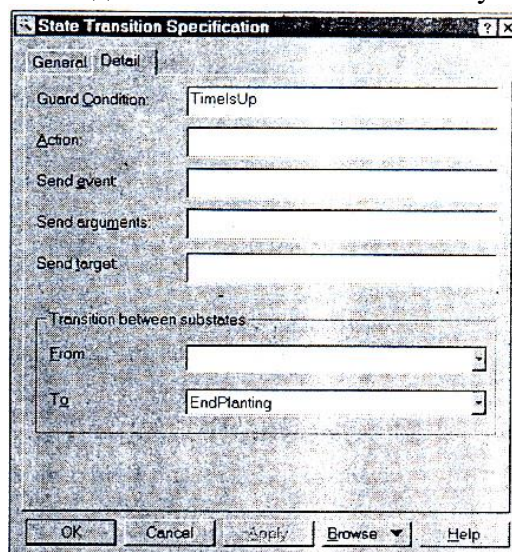 State Transition Specification
General Detail
Guard Condition: TimeIsUp
Action:
Send event:
Send arguments:
Send target:
Transition between substates
From
To EndPlanting
OK Cancel Apply Browse Help